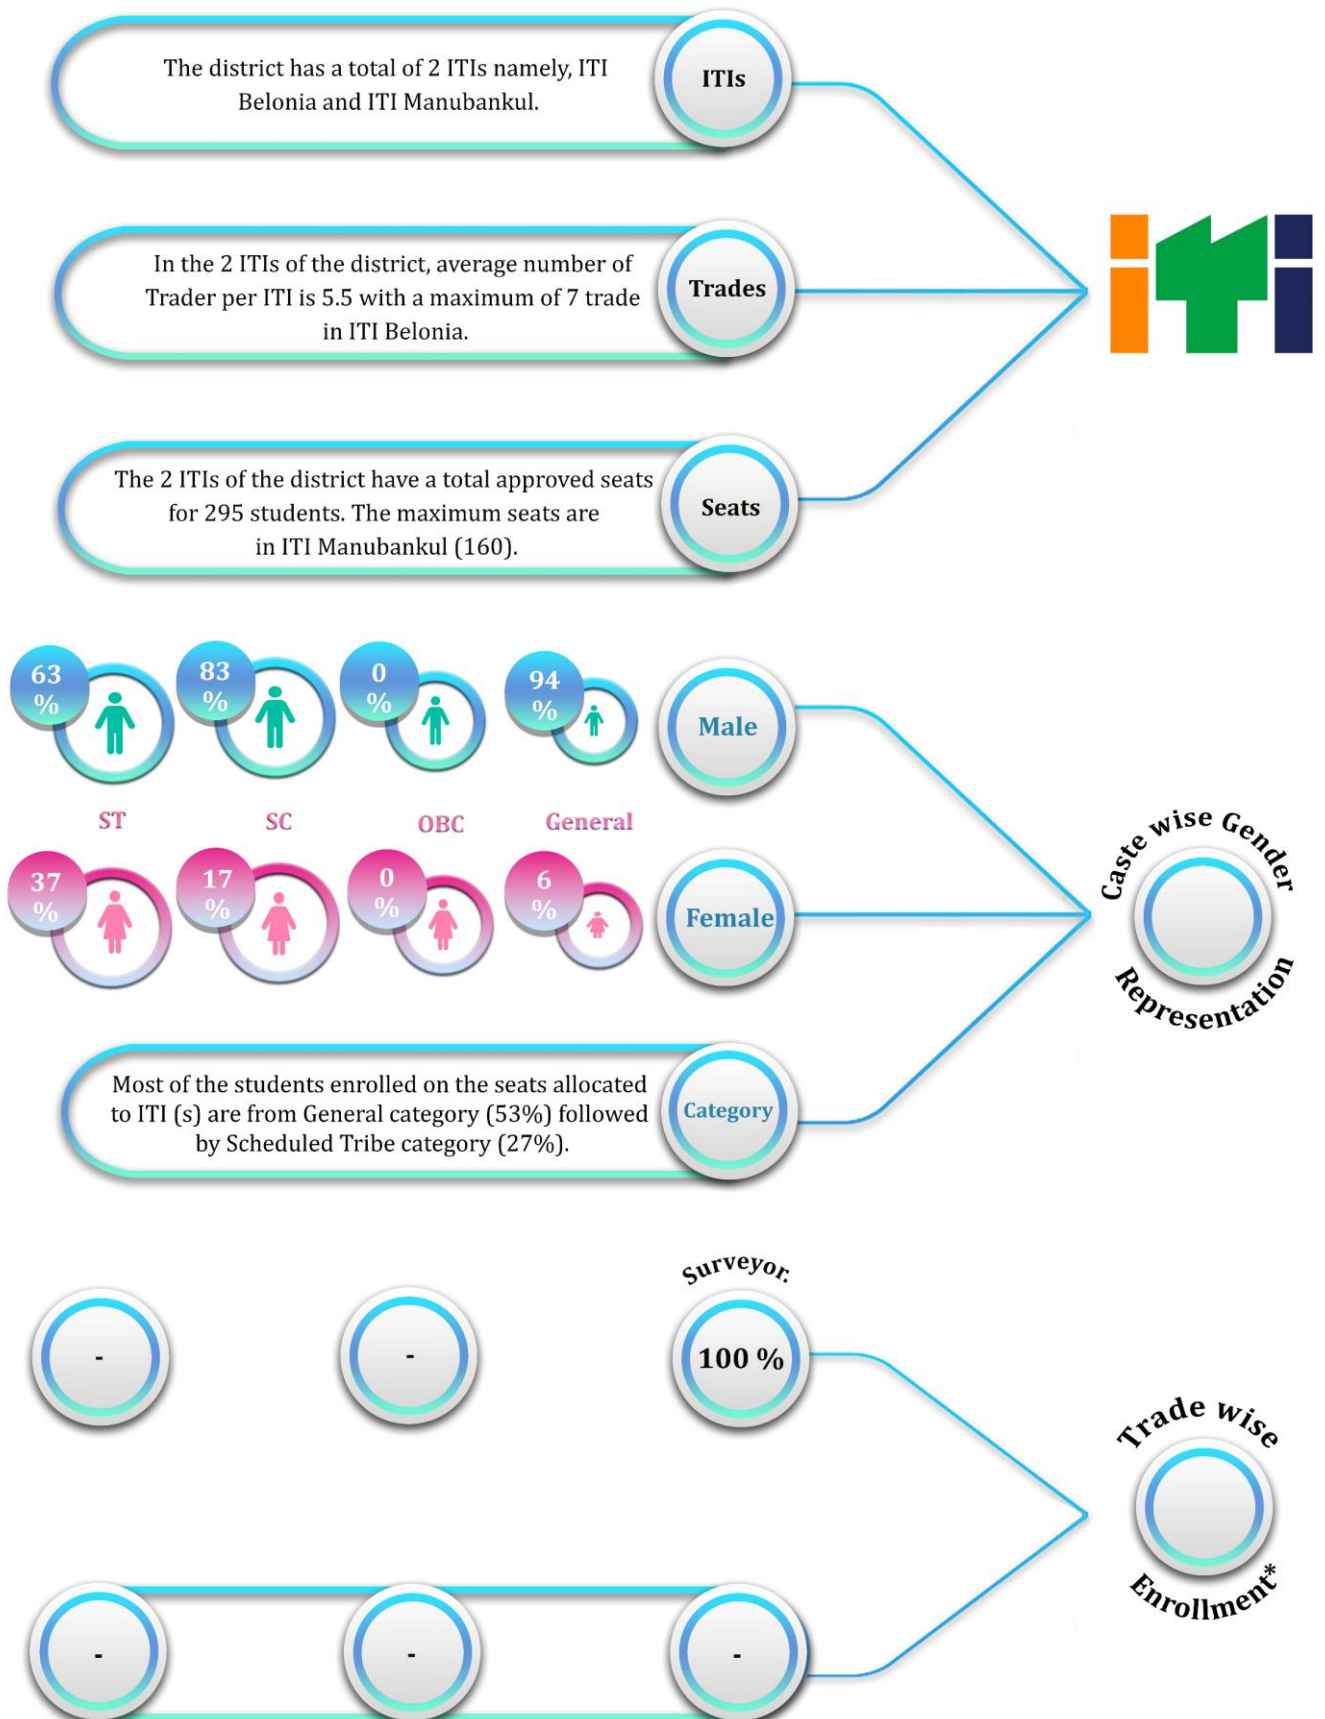 The district has a total of 2 ITIs namely, ITI
Belonia and ITI Manubankul.
ITIs
In the 2 ITIs of the district, average number of
Trader per ITI is 5.5 with a maximum of 7 trade
in ITI Belonia.
Trades
iTi
The 2 ITIs of the district have a total approved seats
for 295 students. The maximum seats are
in ITI Manubankul (160).
Seats
63
%
83
%
0
%
94
%
Male
ST
SC
OBC
General
37
%
17
%
0
%
6
%
Female
Caste wise Gender
Representation
Most of the students enrolled on the seats allocated
to ITI (s) are from General category (53%) followed
by Scheduled Tribe category (27%).
Category
Surveyor.
-
-
100 %
Trade wise
Enrollment*
-
-
-